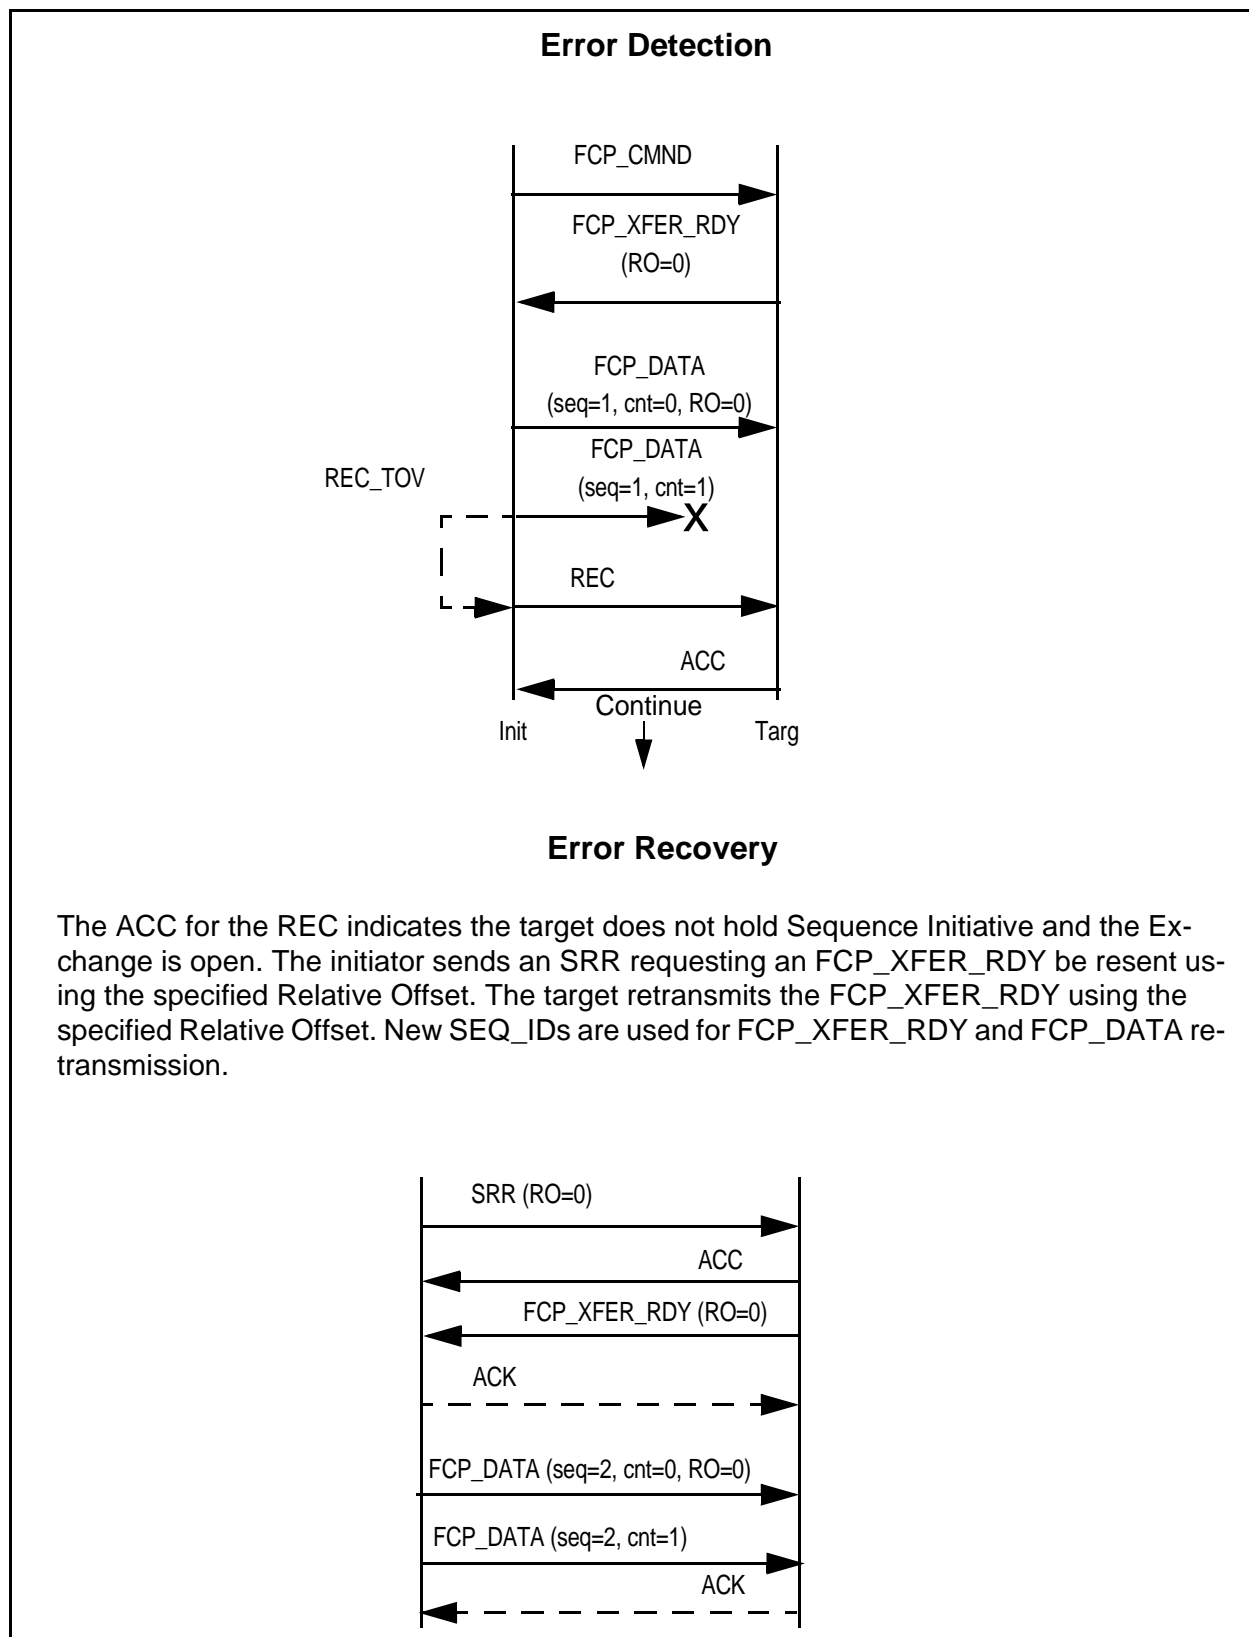 Error Detection
FCP_CMND
FCP_XFER_RDY
(RO=0)
FCP_DATA
(seq=1, cnt=0, RO=0)
FCP_DATA
REC_TOV
(seq=1, cnt=1)
X
REC
ACC
Continue
Init
Targ
Error Recovery
The ACC for the REC indicates the target does not hold Sequence Initiative and the Ex-
change is open. The initiator sends an SRR requesting an FCP_XFER_RDY be resent us-
ing the specified Relative Offset. The target retransmits the FCP_XFER_RDY using the
specified Relative Offset. New SEQ_IDs are used for FCP_XFER_RDY and FCP_DATA re-
transmission.
SRR (RO=0)
ACC
FCP_XFER_RDY (RO=0)
ACK
FCP_DATA (seq=2, cnt=0, RO=0)
FCP_DATA (seq=2, cnt=1)
ACK